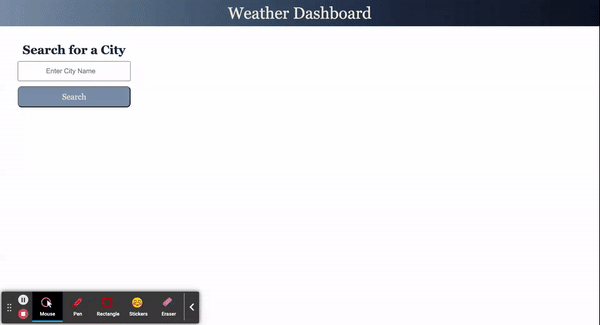 Weather Dashboard
Search for a City
Enter City Name
Search
Mouse Pen Rectangle Stickers Eraser